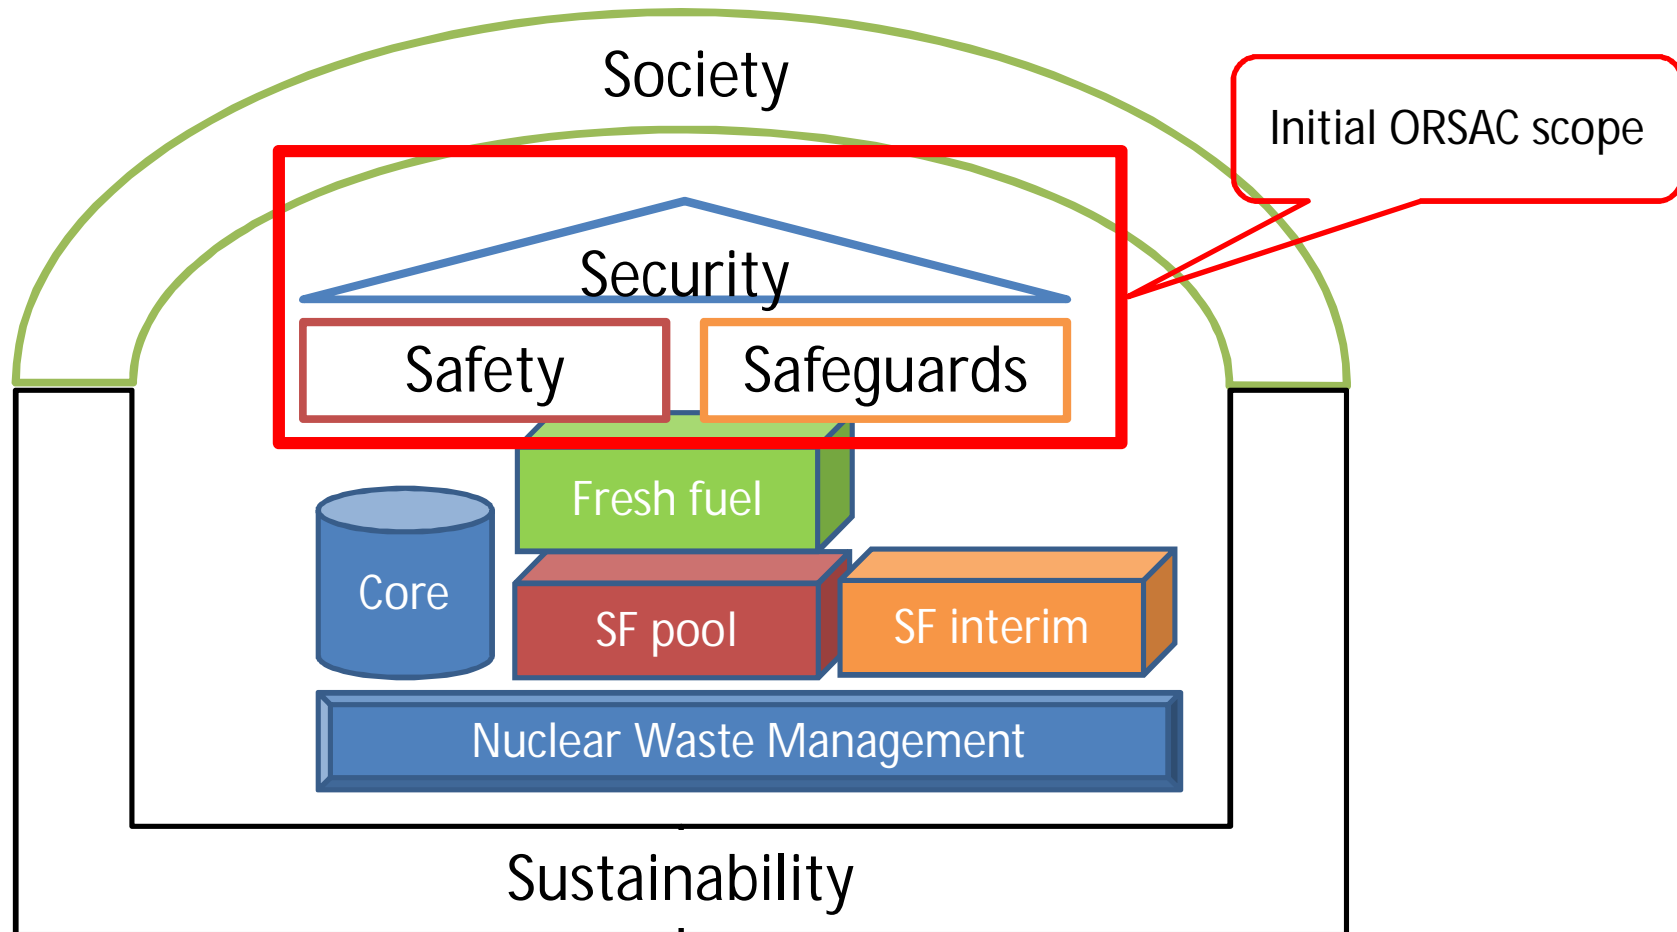 Society
Initial ORSAC scope
Security
Safety
Safeguards
Fresh fuel
Core
SF pool
SF interim
Nuclear Waste Management
Sustainability